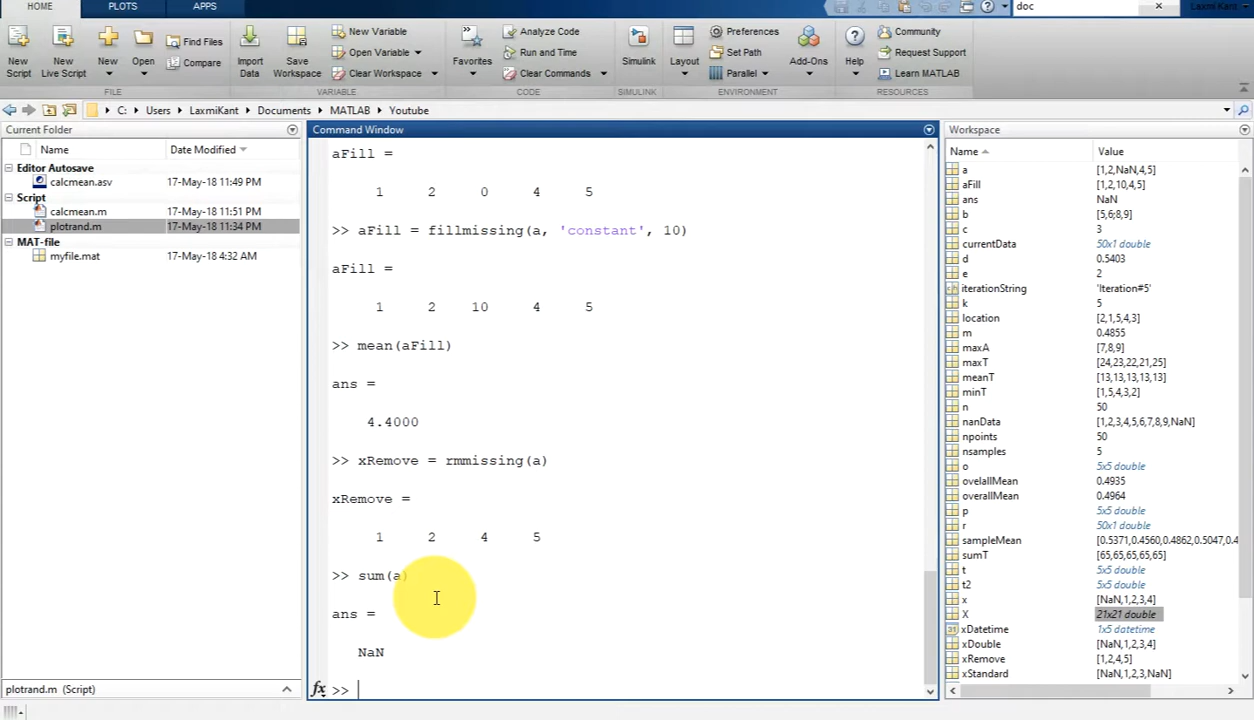 HOME PLOTS APPS doc Laxmi Kant
New Script
New Live Script
New
Open
Find Files
Compare
Import Data
Save Workspace
New Variable
Open Variable
Clear Workspace
Favorites
Analyze Code
Run and Time
Clear Commands
Simulink
Layout
Preferences
Set Path
Parallel
Add-Ons
Help
Community
Request Support
Learn MATLAB
FILE VARIABLE CODE SIMULINK ENVIRONMENT RESOURCES
C: Users LaxmiKant Documents MATLAB Youtube
Current Folder
Name Date Modified
Editor Autosave
calcmean.asv 17-May-18 11:49 PM
Script
calcmean.m 17-May-18 11:51 PM
plotrand.m 17-May-18 11:34 PM
MAT-file
myfile.mat 17-May-18 4:32 AM
plotrand.m (Script)
Command Window
aFill =
1 2 0 4 5
>> aFill = fillmissing(a, 'constant', 10)
aFill =
1 2 10 4 5
>> mean(aFill)
ans =
4.4000
>> xRemove = rmmissing(a)
xRemove =
1 2 4 5
>> sum(a)
ans =
NaN
fx >>
Workspace
Name Value
a [1,2,NaN,4,5]
aFill [1,2,10,4,5]
ans NaN
b [5,6;8,9]
c 3
currentData 50x1 double
d 0.5403
e 2
iterationString 'Iteration#5'
k 5
location [2,1,5,4,3]
m 0.4855
maxA [7,8,9]
maxT [24,23,22,21,25]
meanT [13,13,13,13,13]
minT [1,5,4,3,2]
n 50
nanData [1,2,3,4,5,6,7,8,9,NaN]
npoints 50
nsamples 5
o 5x5 double
ovelallMean 0.4935
overallMean 0.4964
p 5x5 double
r 50x1 double
sampleMean [0.5371,0.4560,0.4862,0.5047,0.4
sumT [65,65,65,65,65]
t 5x5 double
t2 5x5 double
x [NaN,1,2,3,4]
X 21x21 double
xDatetime 1x5 datetime
xDouble [NaN,1,2,3,4]
xRemove [1,2,4,5]
xStandard [NaN,1,2,3,NaN]